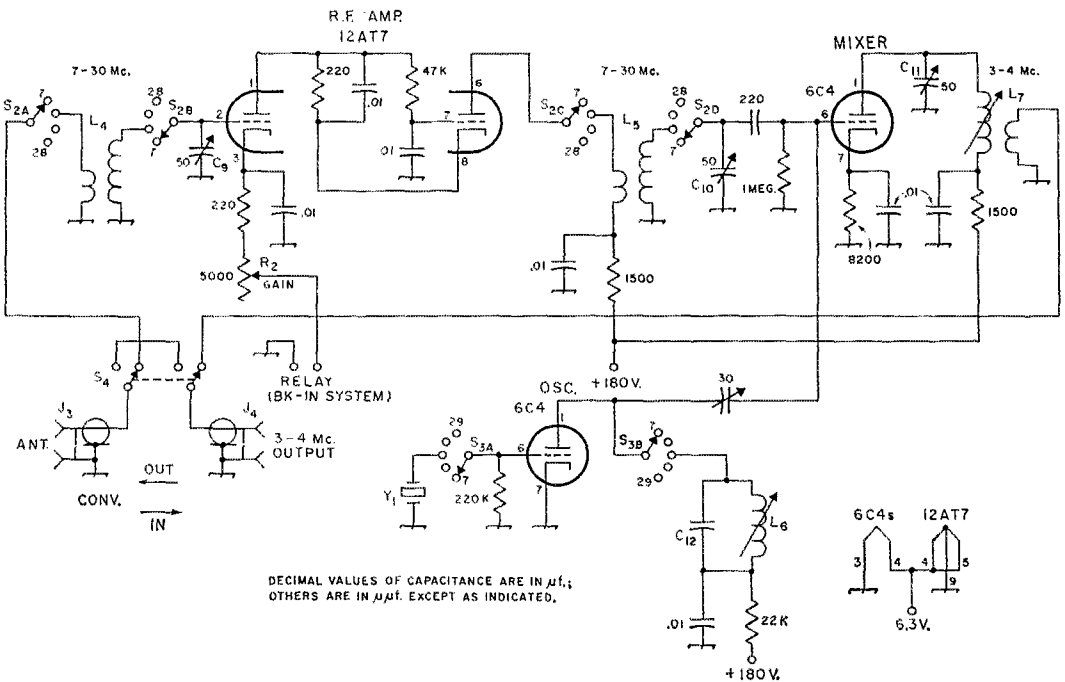 R.F. AMP.
12AT7
MIXER
7-30 Mc.
7-30 Mc.
3-4 Mc.
S2A
7
28
L4
28
S2B
7
50
C9
2
1
3
220
.01
47K
.01
7
6
8
220
.01
R2
5000
GAIN
S2C
7
28
L5
28
S2D
7
50
C10
220
1 MEG.
6C4
1
6
7
C11
50
L7
.01
8200
1500
.01
1500
+180V.
S4
J3
ANT.
J4
3-4 Mc.
OUTPUT
RELAY
(BK-IN SYSTEM)
OUT
CONV.
IN
OSC.
6C4
1
6
7
30
29
S3A
7
Y1
220K
S3B
7
29
C12
L6
.01
22K
+180V.
6C4s
12AT7
3
4
4
5
9
6.3V.
DECIMAL VALUES OF CAPACITANCE ARE IN μf.;
OTHERS ARE IN μμf. EXCEPT AS INDICATED.